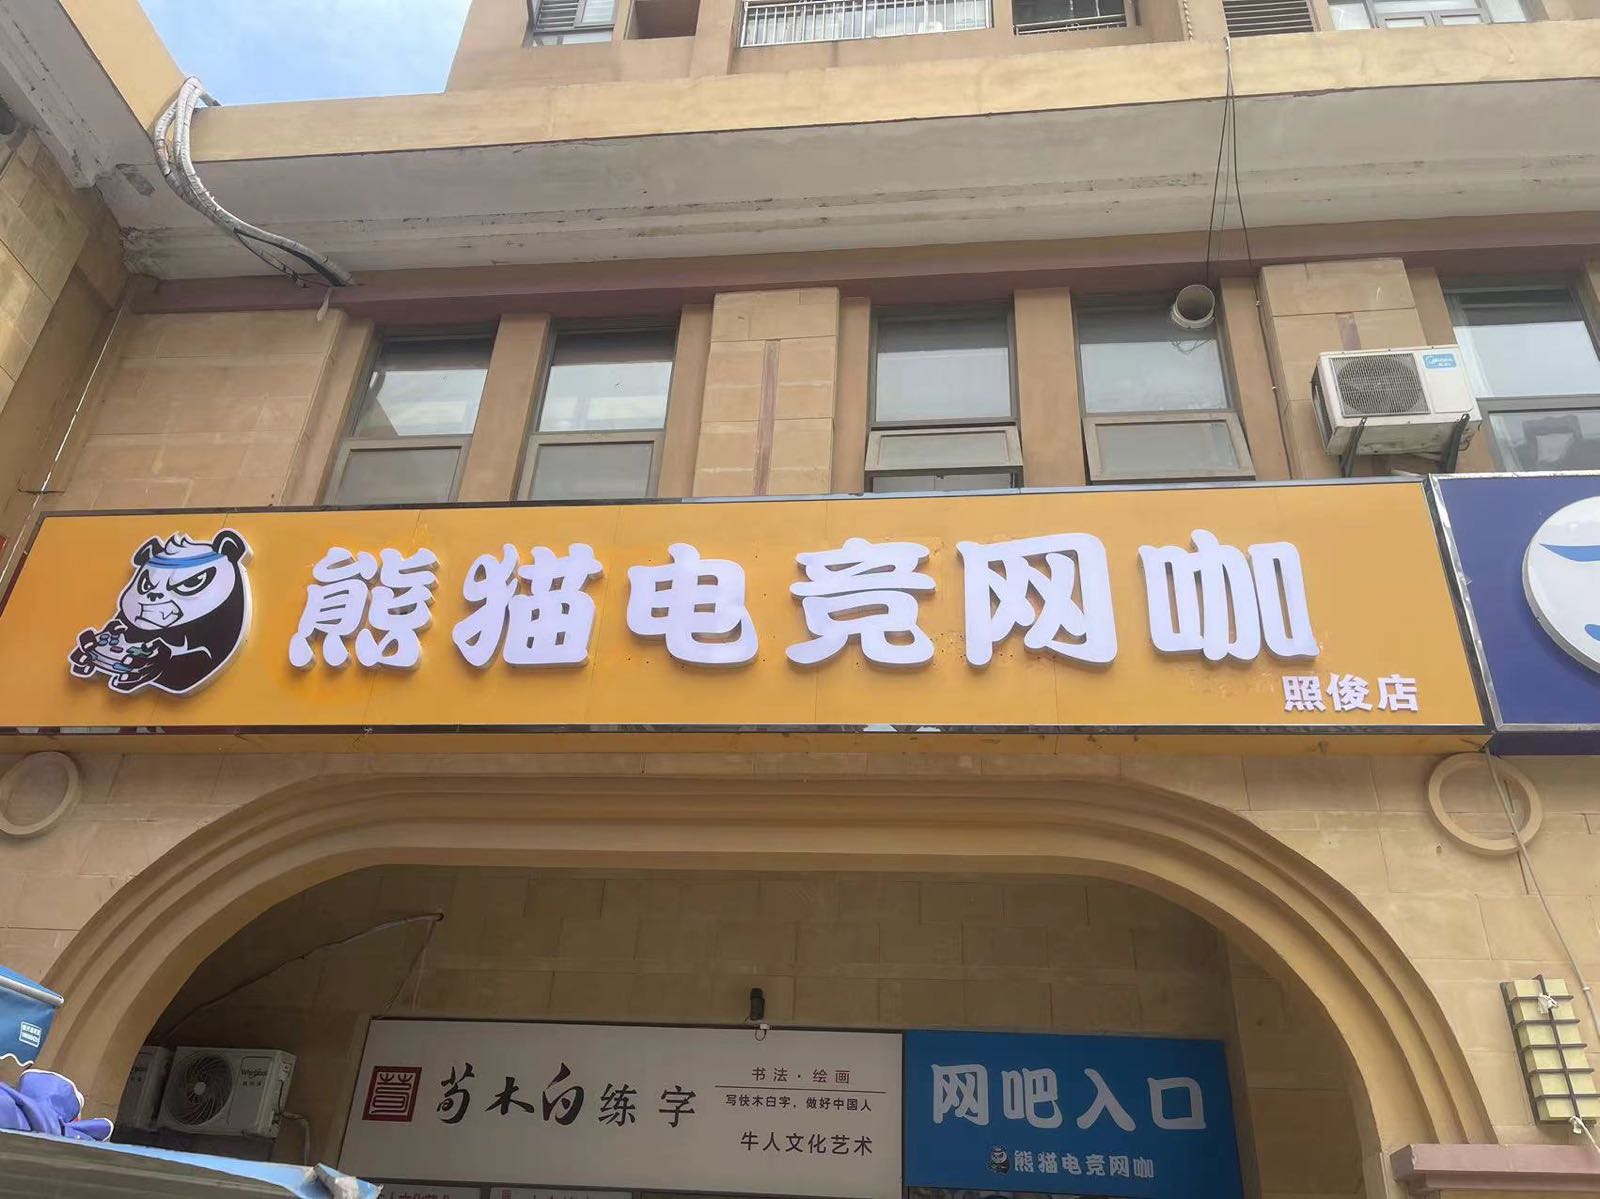 熊猫电竞网咖
照俊店
Midea
Whirlpool
荀木白练字
书法·绘画
写快木白字，做好中国人
牛人文化艺术
网吧入口
熊猫电竞网咖